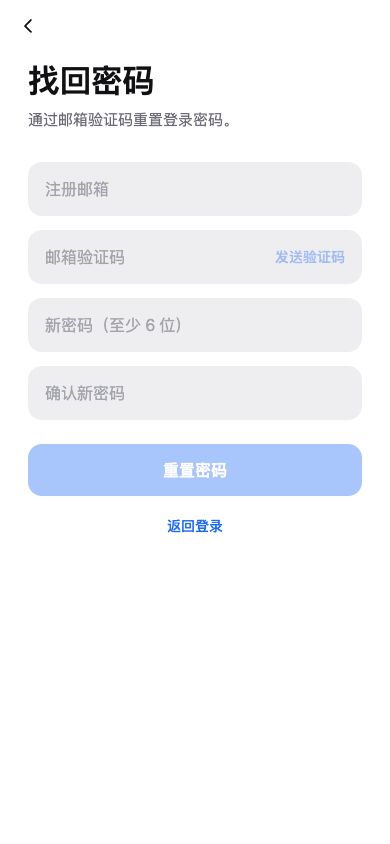 找回密码
通过邮箱验证码重置登录密码。
注册邮箱
邮箱验证码 发送验证码
新密码（至少 6 位）
确认新密码
重置密码
返回登录